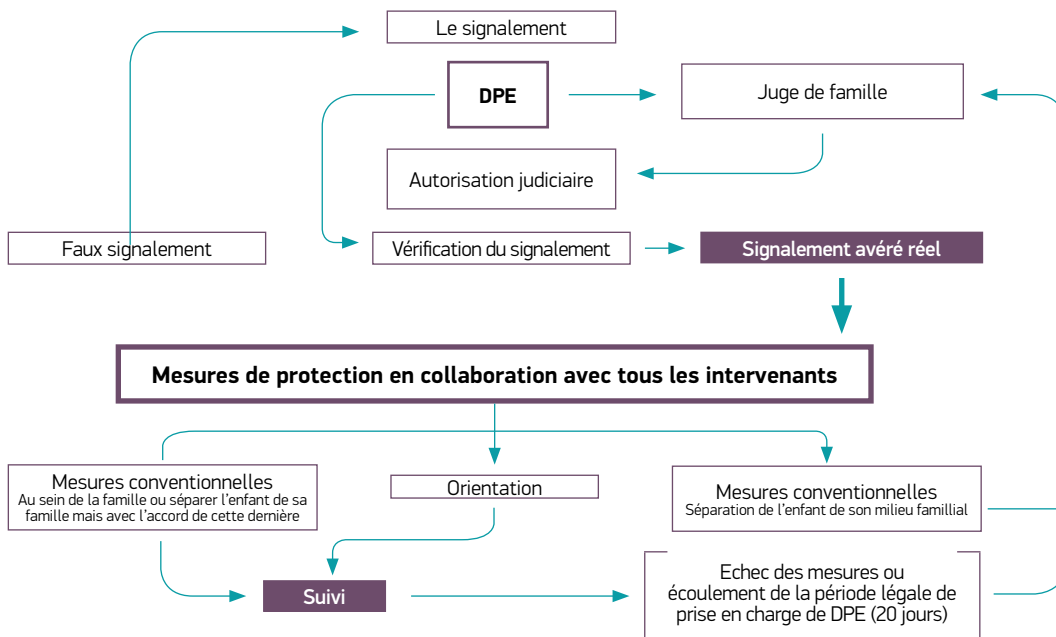 Le signalement
DPE
Juge de famille
Autorisation judiciaire
Faux signalement
Vérification du signalement
Signalement avéré réel
Mesures de protection en collaboration avec tous les intervenants
Mesures conventionnelles
Au sein de la famille ou séparer l'enfant de sa
famille mais avec l'accord de cette dernière
Orientation
Mesures conventionnelles
Séparation de l'enfant de son milieu famillial
Suivi
Echec des mesures ou
écoulement de la période légale de
prise en charge de DPE (20 jours)